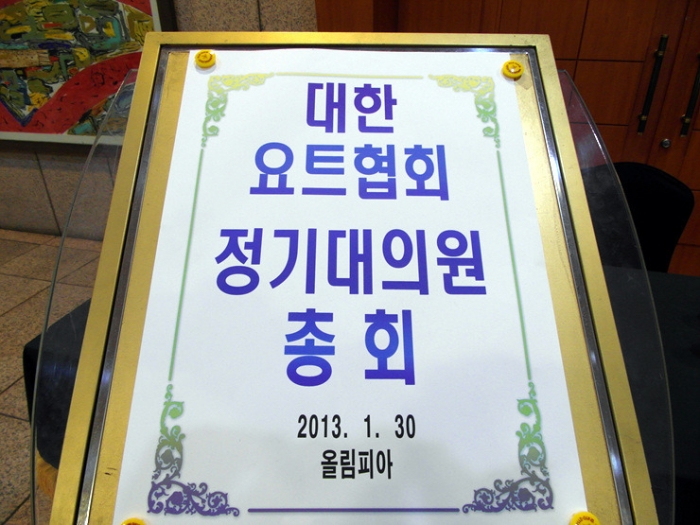 대한
요트협회
정기대의원
총회
2013. 1. 30
올림피아